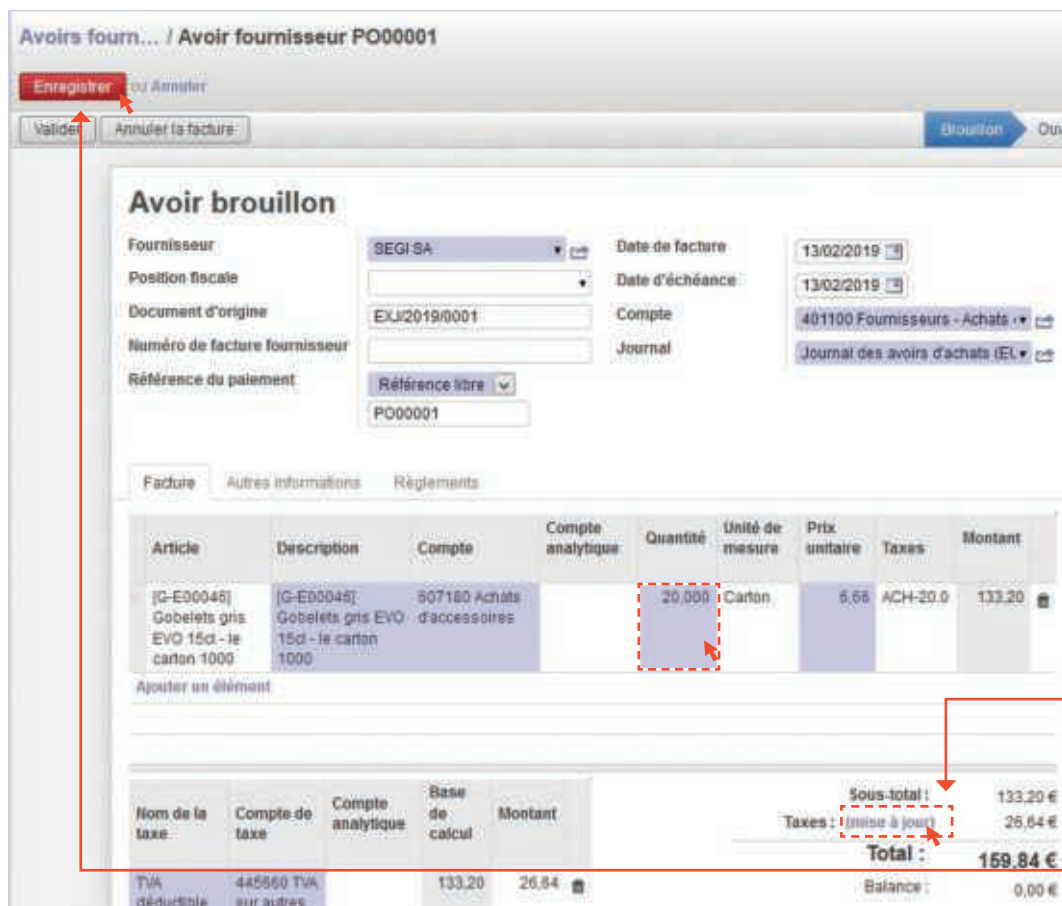 Avoirs fourn... / Avoir fournisseur PO00001
Enregistrer ou Annuler
Valider Annuler la facture Brouillon Ouv
Avoir brouillon
Fournisseur SEGI SA Date de facture 13/02/2019
Position fiscale Date d'échéance 13/02/2019
Document d'origine EXJ/2019/0001 Compte 401100 Fournisseurs - Achats
Numéro de facture fournisseur Journal Journal des avoirs d'achats (EU
Référence du paiement Référence libre
PO00001
Facture Autres informations Règlements
Article Description Compte Compte analytique Quantité Unité de mesure Prix unitaire Taxes Montant
[G-E00046] [G-E00046] 607180 Achats 20,000 Carton 6,66 ACH-20.0 133,20
Gobelets gris Gobelets gris EVO d'accessoires
EVO 15cl - le 15cl - le carton
carton 1000 1000
Ajouter un élément
Nom de la taxe Compte de taxe Compte analytique Base de calcul Montant
TVA 445660 TVA 133,20 26,64
déductible sur autres
Sous-total : 133,20 €
Taxes : (mise à jour) 26,64 €
Total : 159,84 €
Balance : 0,00 €